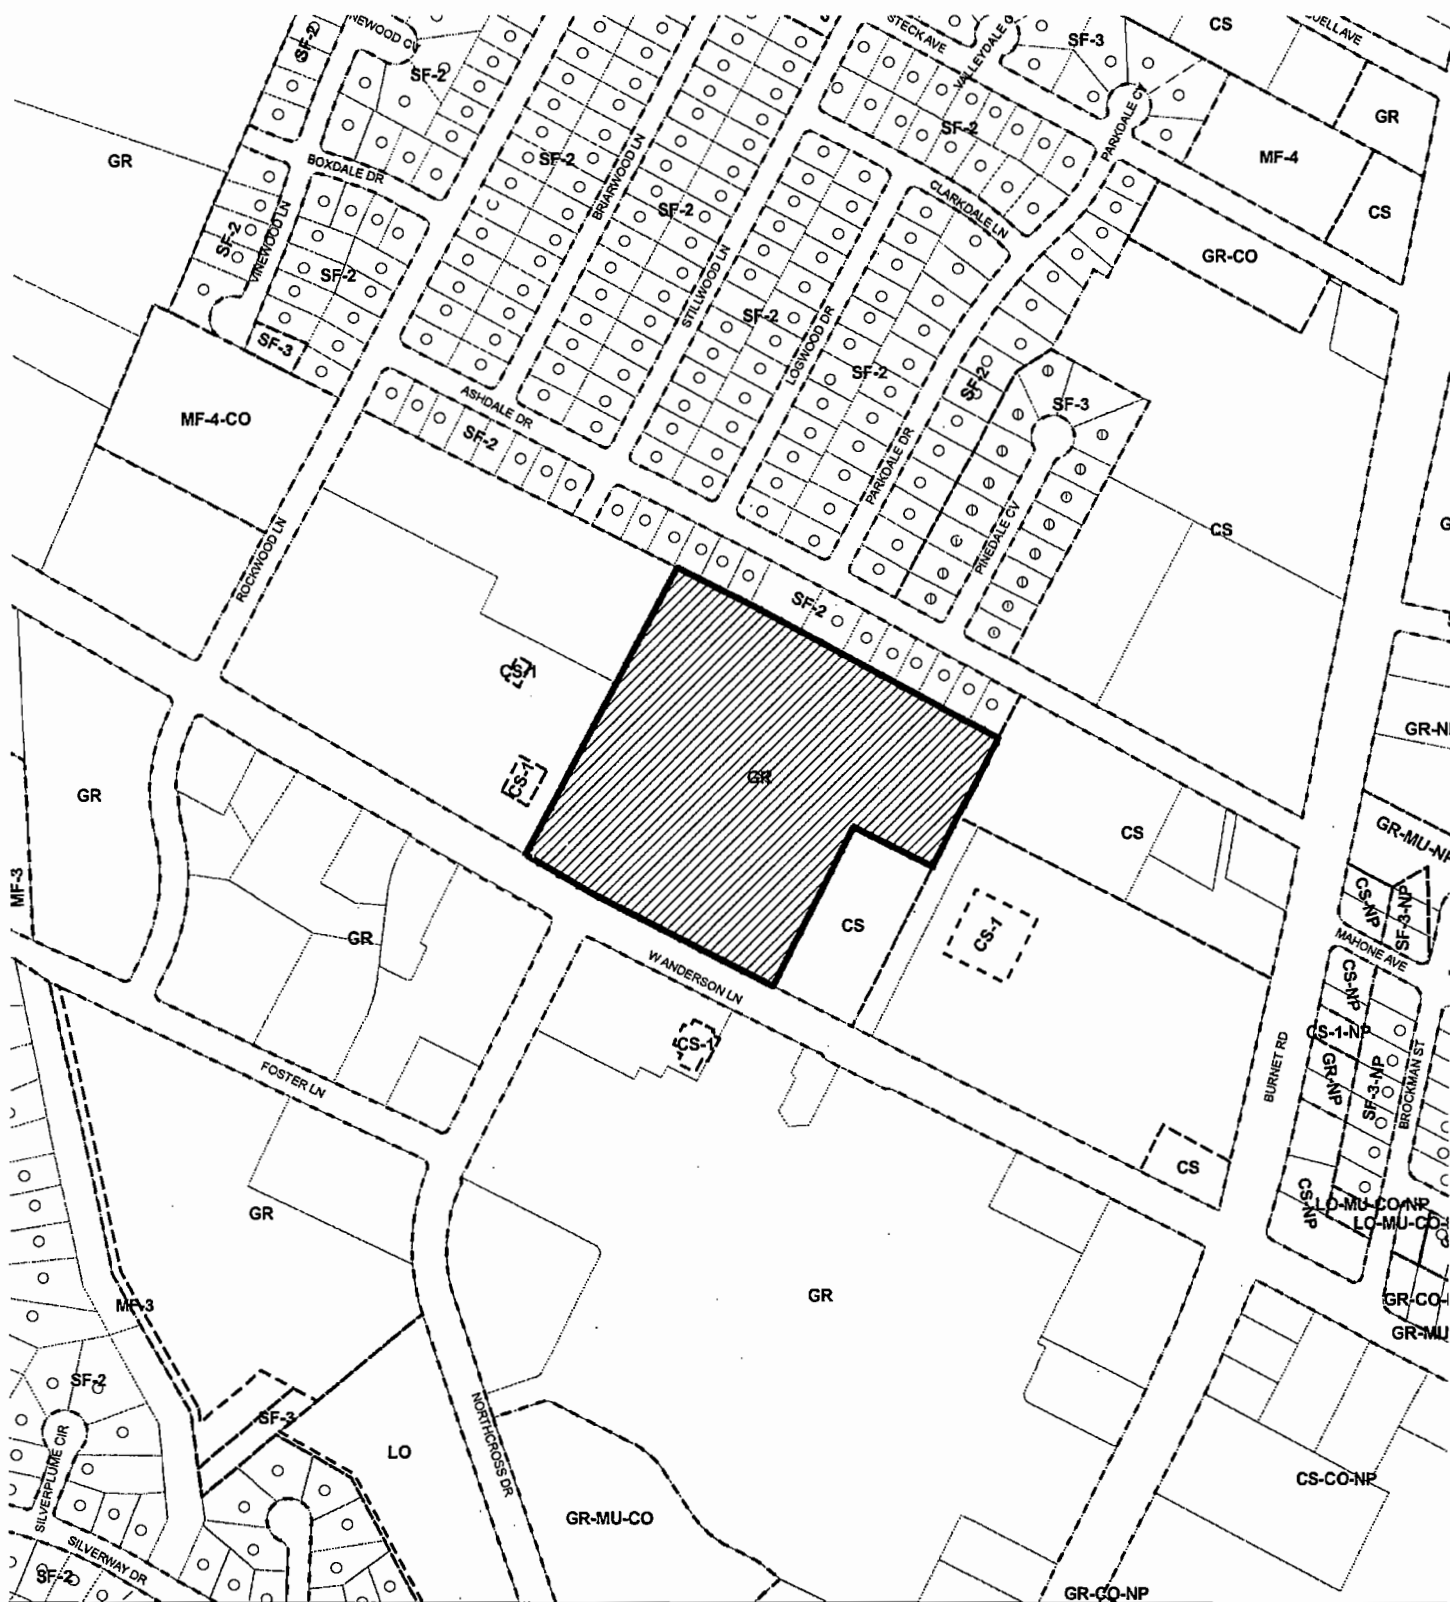 SF-2
NEWOOD CV
SF-2
STECK AVE
VALLEYDALE
SF-3
CS
UELL AVE
GR
PARKDALE CV
MF-4
CS
GR
BOXDALE DR
SF-2
BRIARWOOD LN
SF-2
SF-2
CLARKDALE LN
GR-CO
SF-2
VINEWOOD LN
SF-2
STILLWOOD LN
SF-2
LOGWOOD DR
SF-3
SF-2
SF-2
SF-3
MF-4-CO
ASHDALE DR
SF-2
PARKDALE DR
PINEDALE CV
CS
G
ROCKWOOD LN
SF-2
CS-1
GR
CS-1
GR
CS
GR-N
GR-MU-NP
MF-3
GR
CS
CS-1
CS-NP
SF-3-NP
MAHONE AVE
W ANDERSON LN
CS-NP
CS-1
CS-1-NP
BURNET RD
GR-NP
SF-3-NP
BROCKMAN ST
FOSTER LN
CS
CS-NP
LO-MU-CO-NP
LO-MU-CO-
GR
GR
MF-3
GR-CO-
GR-MU
SF-2
SF-3
NORTHCROSS DR
LO
SILVERPLUME CIR
CS-CO-NP
GR-MU-CO
SILVERWAY DR
SF-2
GR-CO-NP